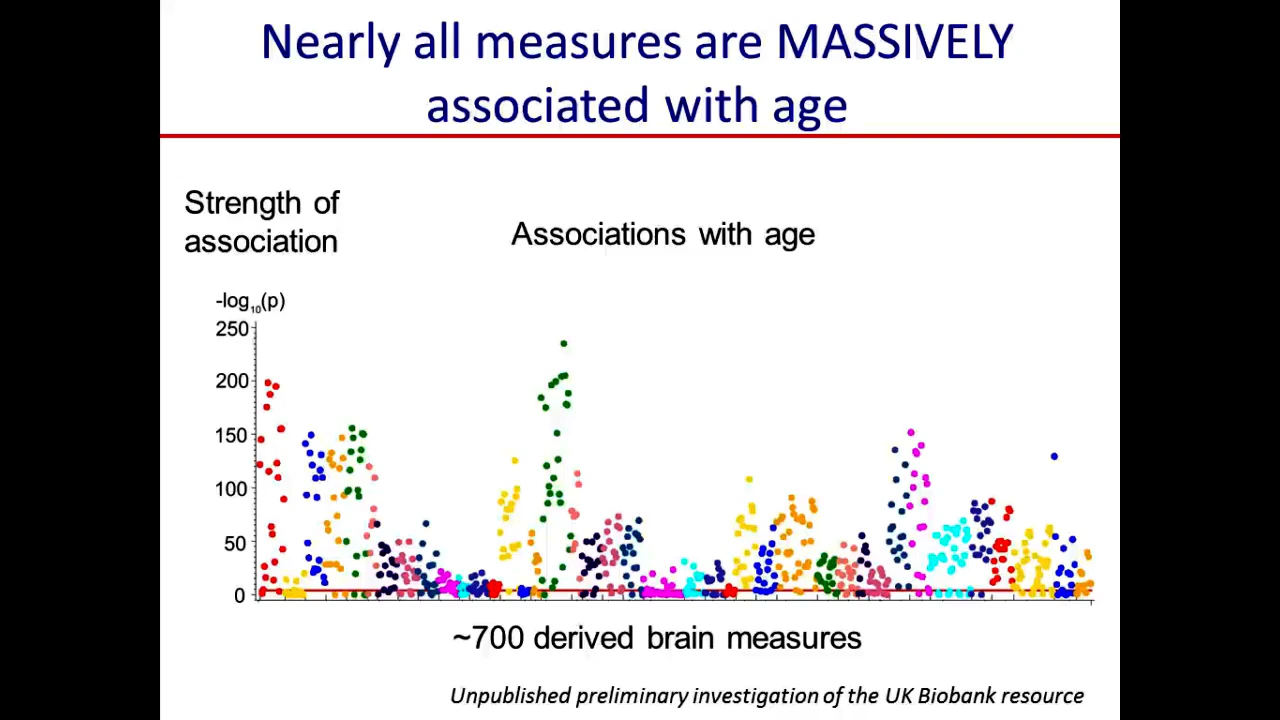 Nearly all measures are MASSIVELY
associated with age
Strength of
association
Associations with age
-log10(p)
250
200
150
100
50
0
~700 derived brain measures
Unpublished preliminary investigation of the UK Biobank resource